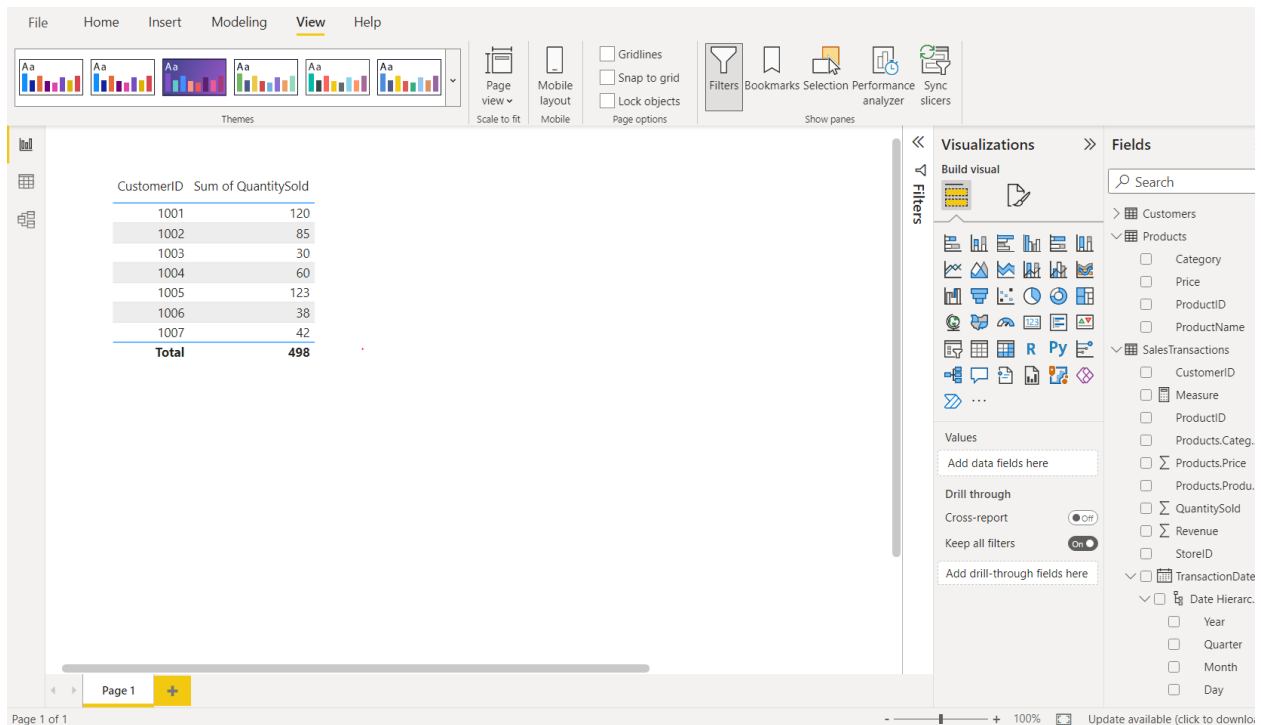 File Home Insert Modeling View Help
Aa Aa Aa Aa Aa Aa
Page view
Mobile layout
Gridlines
Snap to grid
Lock objects
Filters Bookmarks Selection Performance analyzer Sync slicers
Themes Scale to fit Mobile Page options Show panes
CustomerID Sum of QuantitySold
1001 120
1002 85
1003 30
1004 60
1005 123
1006 38
1007 42
Total 498
Filters
Visualizations
Build visual
123
R Py
...
Values
Add data fields here
Drill through
Cross-report Off
Keep all filters On
Add drill-through fields here
Fields
Search
Customers
Products
Category
Price
ProductID
ProductName
SalesTransactions
CustomerID
Measure
ProductID
Products.Categ..
Products.Price
Products.Produ..
QuantitySold
Revenue
StoreID
TransactionDate
Date Hierarc..
Year
Quarter
Month
Day
Page 1 +
Page 1 of 1 - + 100% Update available (click to downlo